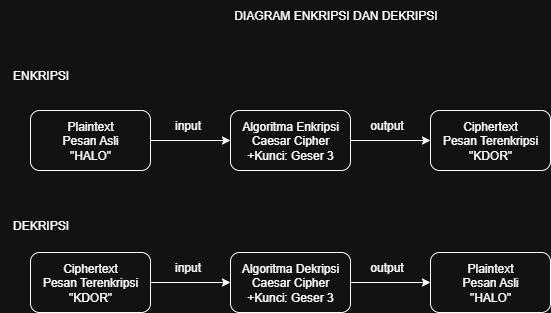 DIAGRAM ENKRIPSI DAN DEKRIPSI
ENKRIPSI
Plaintext
Pesan Asli
"HALO"
input
Algoritma Enkripsi
Caesar Cipher
+Kunci: Geser 3
output
Ciphertext
Pesan Terenkripsi
"KDOR"
DEKRIPSI
Ciphertext
Pesan Terenkripsi
"KDOR"
input
Algoritma Dekripsi
Caesar Cipher
+Kunci: Geser 3
output
Plaintext
Pesan Asli
"HALO"